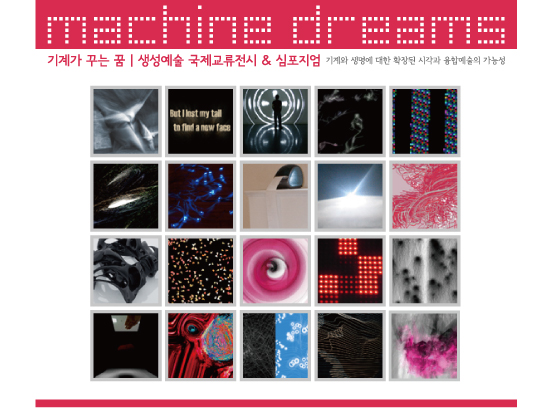 machine dreams
기계가 꾸는 꿈 | 생성예술 국제교류전시 & 심포지엄 기계와 생명에 대한 확장된 시각과 융합예술의 가능성
But I lost my tail
to find a new face